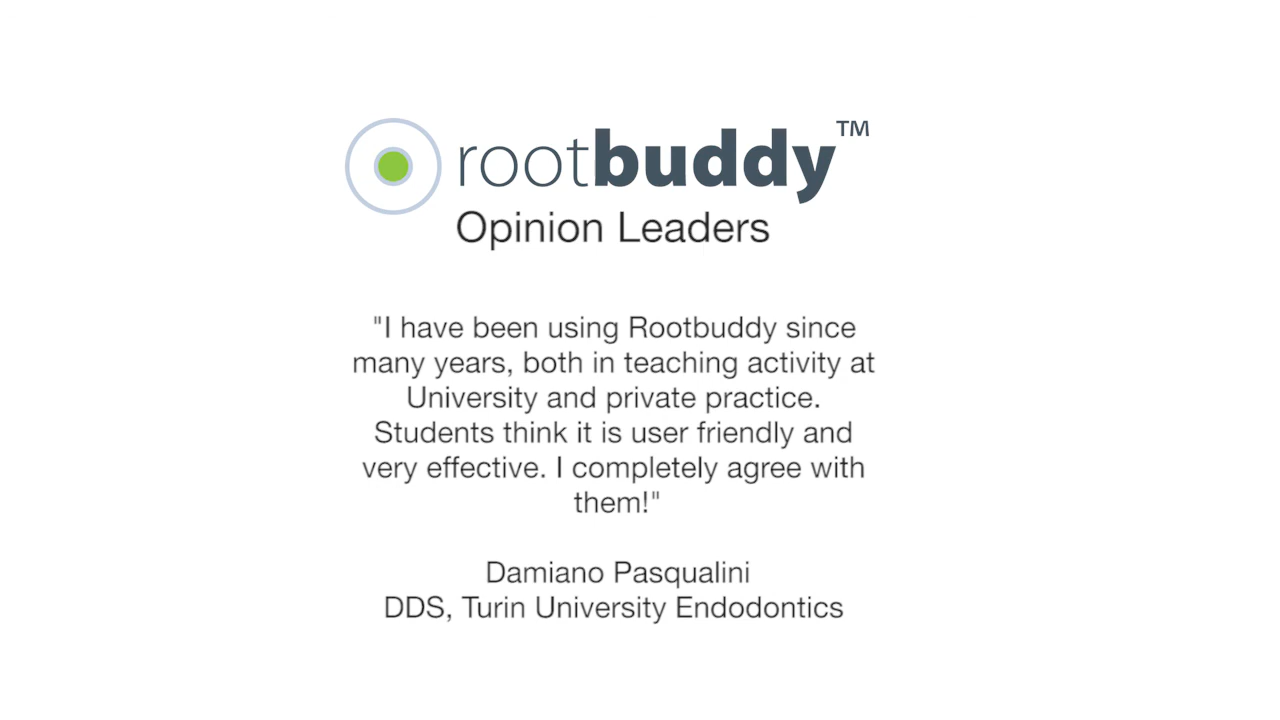 rootbuddy™
Opinion Leaders
"I have been using Rootbuddy since
many years, both in teaching activity at
University and private practice.
Students think it is user friendly and
very effective. I completely agree with
them!"
Damiano Pasqualini
DDS, Turin University Endodontics